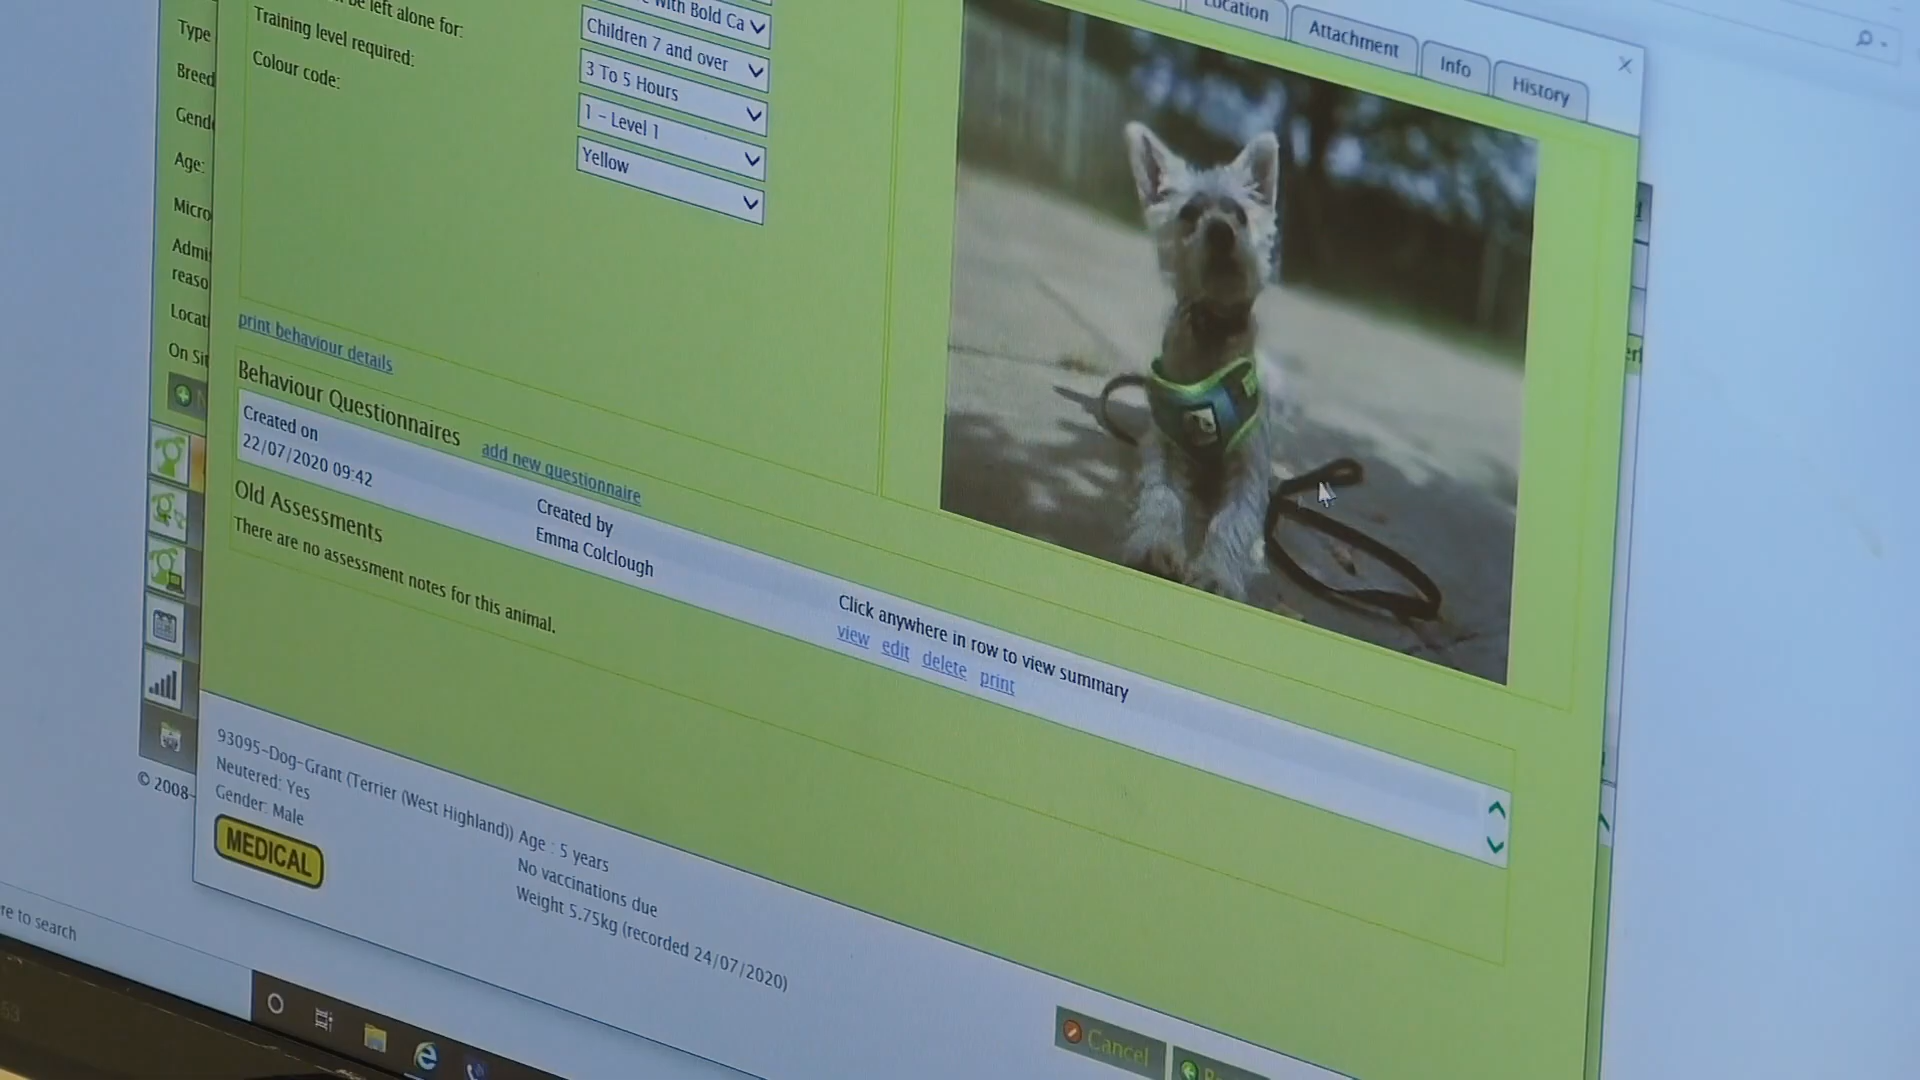 Location
Attachment
Info
History
be left alone for:
Training level required:
Colour code:
With Bold Ca
Children 7 and over
3 To 5 Hours
1 - Level 1
Yellow
Type
Breed
Gend
Age:
Micro
Admi
reaso
Locati
On Sit
print behaviour details
Behaviour Questionnaires
add new questionnaire
Created on
22/07/2020 09:42
Created by
Emma Colclough
Click anywhere in row to view summary
view edit delete print
Old Assessments
There are no assessment notes for this animal.
93095-Dog-Grant (Terrier (West Highland)) Age : 5 years
Neutered: Yes
No vaccinations due
Gender: Male
Weight 5.75kg (recorded 24/07/2020)
MEDICAL
© 2008-
re to search
Cancel